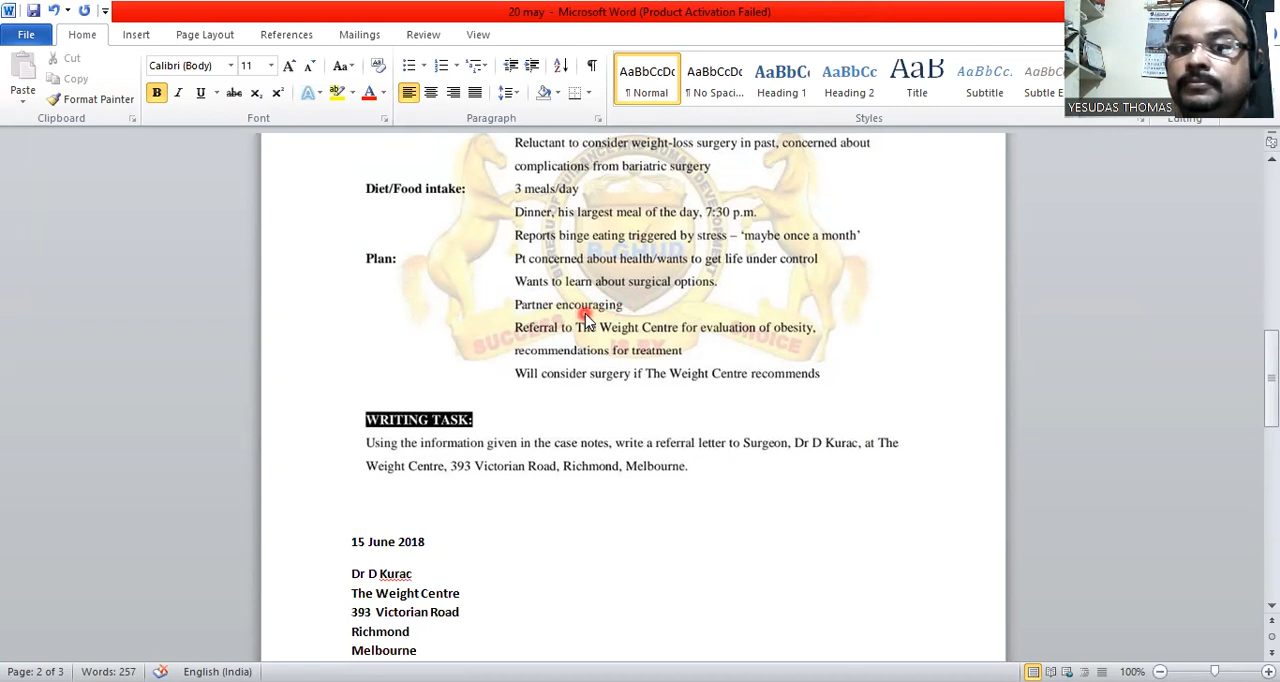 20 may - Microsoft Word (Product Activation Failed)
File Home Insert Page Layout References Mailings Review View
Cut
Copy
Paste
Format Painter
Calibri (Body) 11
AaBbCcDc AaBbCcDc AaBbC AaBbCc AaB AaBbCc. AaBbCc
¶ Normal ¶ No Spaci... Heading 1 Heading 2 Title Subtitle Subtle E
Clipboard Font Paragraph Styles Editing
YESUDAS THOMAS
Reluctant to consider weight-loss surgery in past, concerned about
complications from bariatric surgery
Diet/Food intake: 3 meals/day
Dinner, his largest meal of the day, 7:30 p.m.
Reports binge eating triggered by stress – ‘maybe once a month’
Plan: Pt concerned about health/wants to get life under control
Wants to learn about surgical options.
Partner encouraging
Referral to The Weight Centre for evaluation of obesity,
recommendations for treatment
Will consider surgery if The Weight Centre recommends
B-GHUD
SUCCESS IS BY CHOICE
WRITING TASK:
Using the information given in the case notes, write a referral letter to Surgeon, Dr D Kurac, at The
Weight Centre, 393 Victorian Road, Richmond, Melbourne.
15 June 2018
Dr D Kurac
The Weight Centre
393 Victorian Road
Richmond
Melbourne
Page: 2 of 3 Words: 257 English (India) 100%